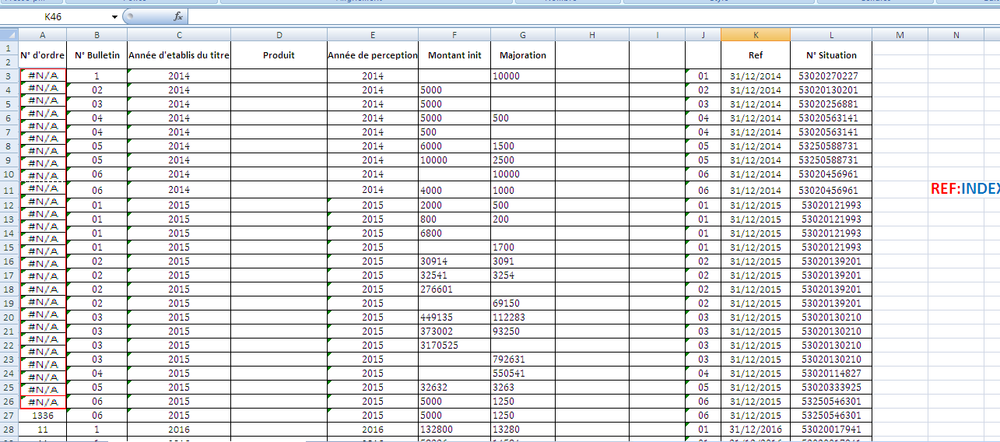 K46 fx
A B C D E F G H I J K L M N
1 N° d'ordre N° Bulletin Année d'etablis du titre Produit Année de perception Montant init Majoration Ref N° Situation
2
3 #N/A 1 2014 2014 10000 01 31/12/2014 53020270227
4 #N/A 02 2014 2014 5000 02 31/12/2014 53020130201
5 #N/A 03 2014 2014 5000 03 31/12/2014 53020256881
6 #N/A 04 2014 2014 5000 500 04 31/12/2014 53020563141
7 #N/A 04 2014 2014 500 04 31/12/2014 53020563141
8 #N/A 05 2014 2014 6000 1500 05 31/12/2014 53250588731
9 #N/A 05 2014 2014 10000 2500 05 31/12/2014 53250588731
10 #N/A 06 2014 2014 10000 06 31/12/2014 53020456961
11 #N/A 06 2014 2014 4000 1000 06 31/12/2014 53020456961 REF:INDEX
12 #N/A 01 2015 2015 2000 500 01 31/12/2015 53020121993
13 #N/A 01 2015 2015 800 200 01 31/12/2015 53020121993
14 #N/A 01 2015 2015 6800 01 31/12/2015 53020121993
15 #N/A 01 2015 2015 1700 01 31/12/2015 53020121993
16 #N/A 02 2015 2015 30914 3091 02 31/12/2015 53020139201
17 #N/A 02 2015 2015 32541 3254 02 31/12/2015 53020139201
18 #N/A 02 2015 2015 276601 02 31/12/2015 53020139201
19 #N/A 02 2015 2015 69150 02 31/12/2015 53020139201
20 #N/A 03 2015 2015 449135 112283 03 31/12/2015 53020130210
21 #N/A 03 2015 2015 373002 93250 03 31/12/2015 53020130210
22 #N/A 03 2015 2015 3170525 03 31/12/2015 53020130210
23 #N/A 03 2015 2015 792631 03 31/12/2015 53020130210
24 #N/A 04 2015 2015 550541 04 31/12/2015 53020114827
25 #N/A 05 2015 2015 32632 3263 05 31/12/2015 53020333925
26 #N/A 06 2015 2015 5000 1250 06 31/12/2015 53250546301
27 1336 06 2015 2015 5000 1250 06 31/12/2015 53250546301
28 11 1 2016 2016 132800 13280 01 31/12/2016 53020017941